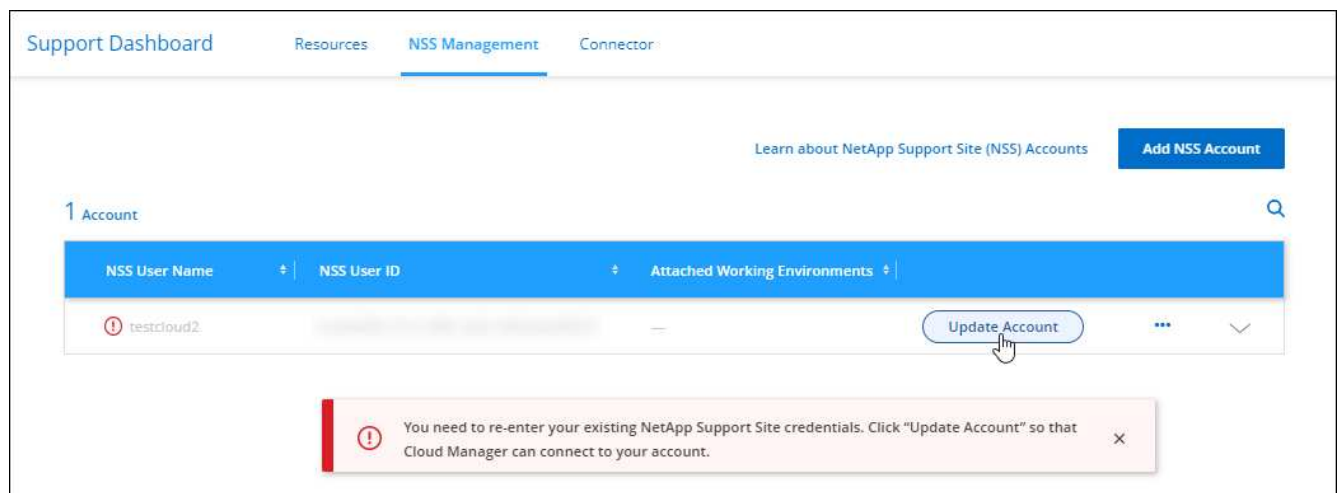 Support Dashboard Resources NSS Management Connector
Learn about NetApp Support Site (NSS) Accounts Add NSS Account
1 Account
NSS User Name NSS User ID Attached Working Environments
testcloud2 — Update Account
You need to re-enter your existing NetApp Support Site credentials. Click “Update Account” so that
Cloud Manager can connect to your account.